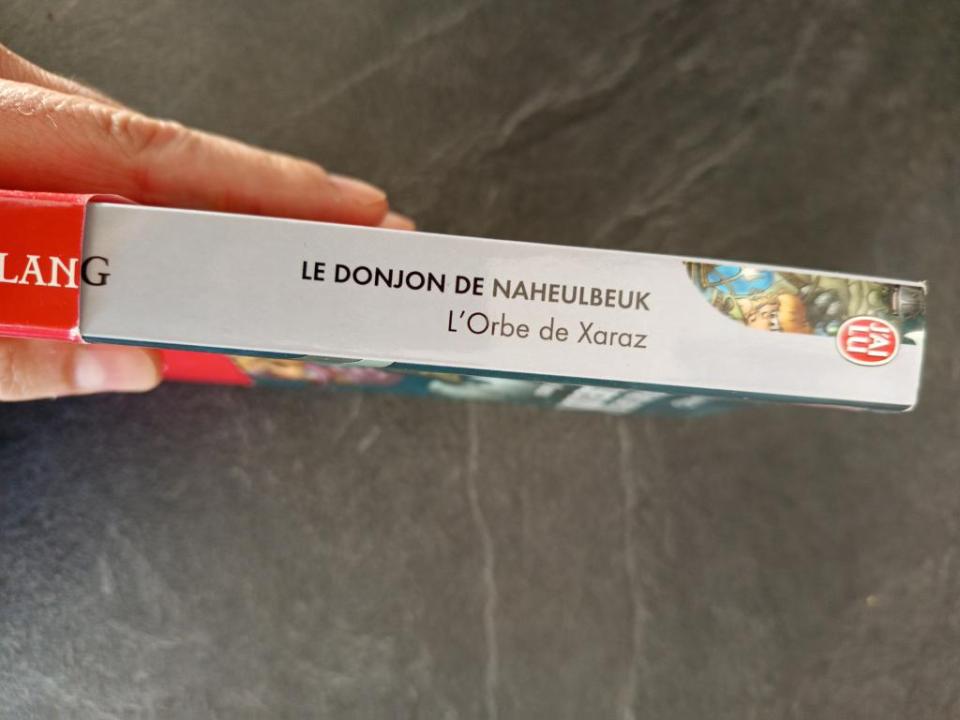 LANG
LE DONJON DE NAHEULBEUK
L'Orbe de Xaraz
J'AI
LU